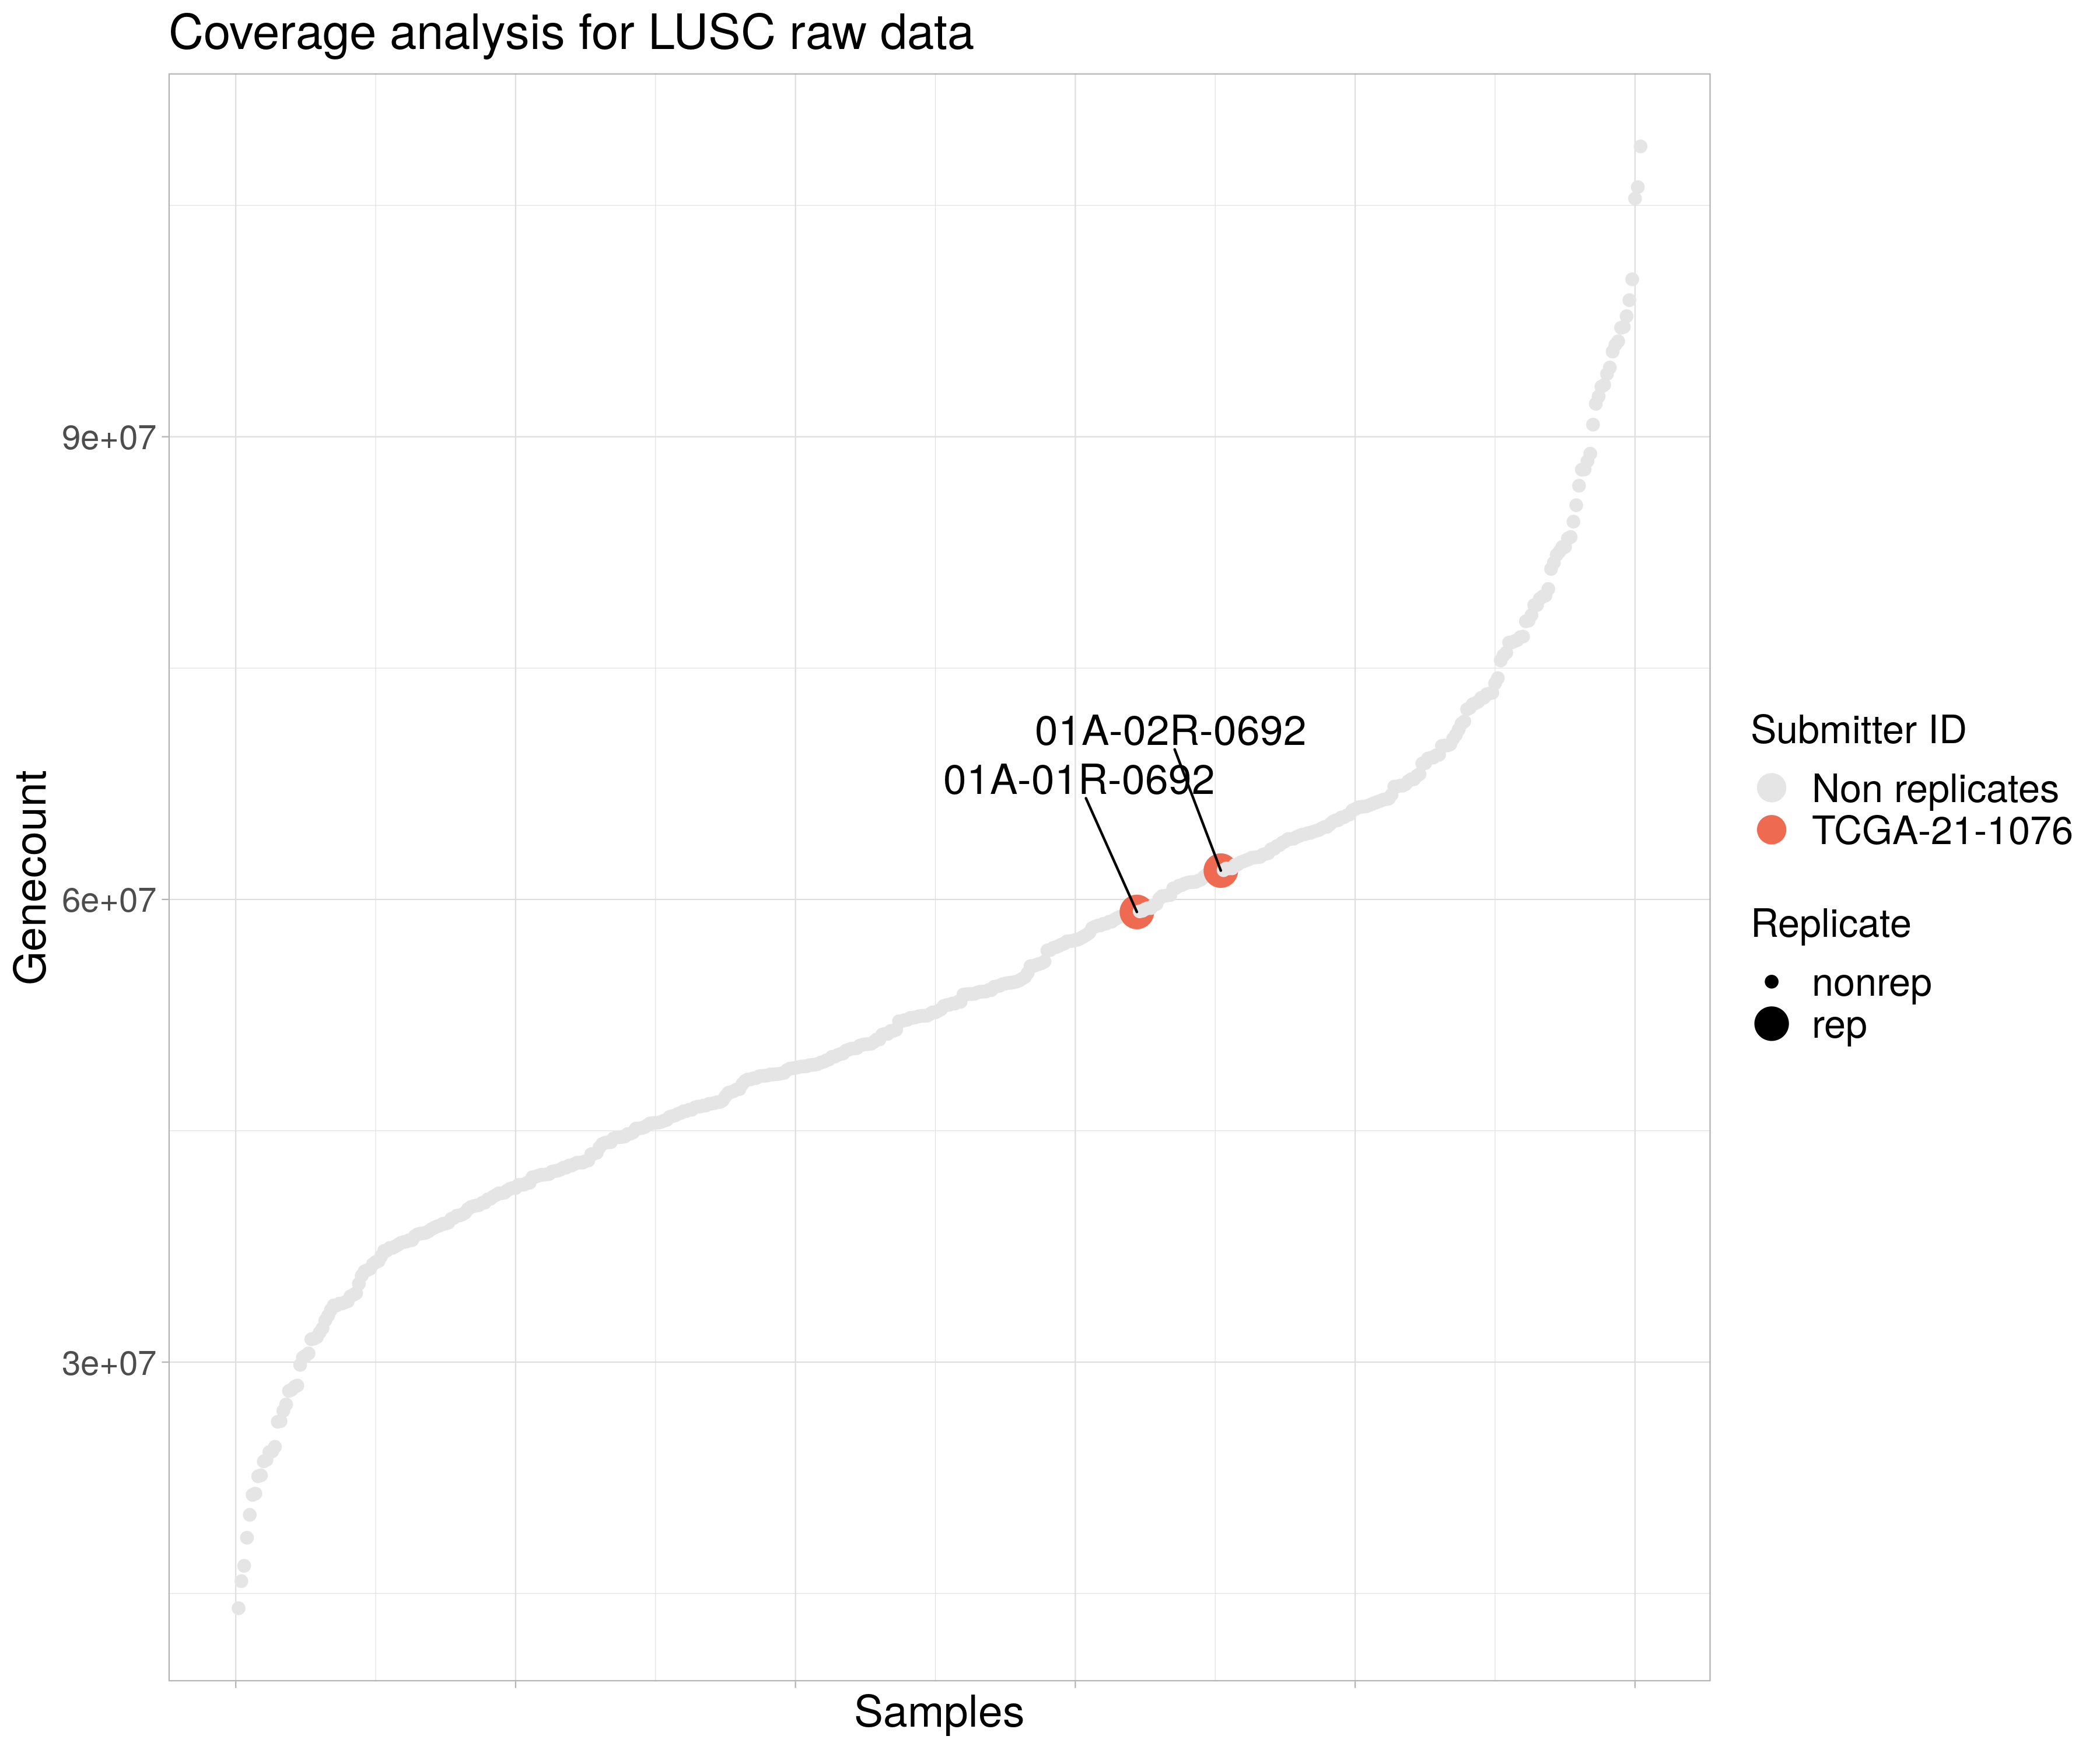 Coverage analysis for LUSC raw data
Genecount
9e+07
6e+07
3e+07
01A-02R-0692
01A-01R-0692
Samples
Submitter ID
Non replicates
TCGA-21-1076
Replicate
nonrep
rep